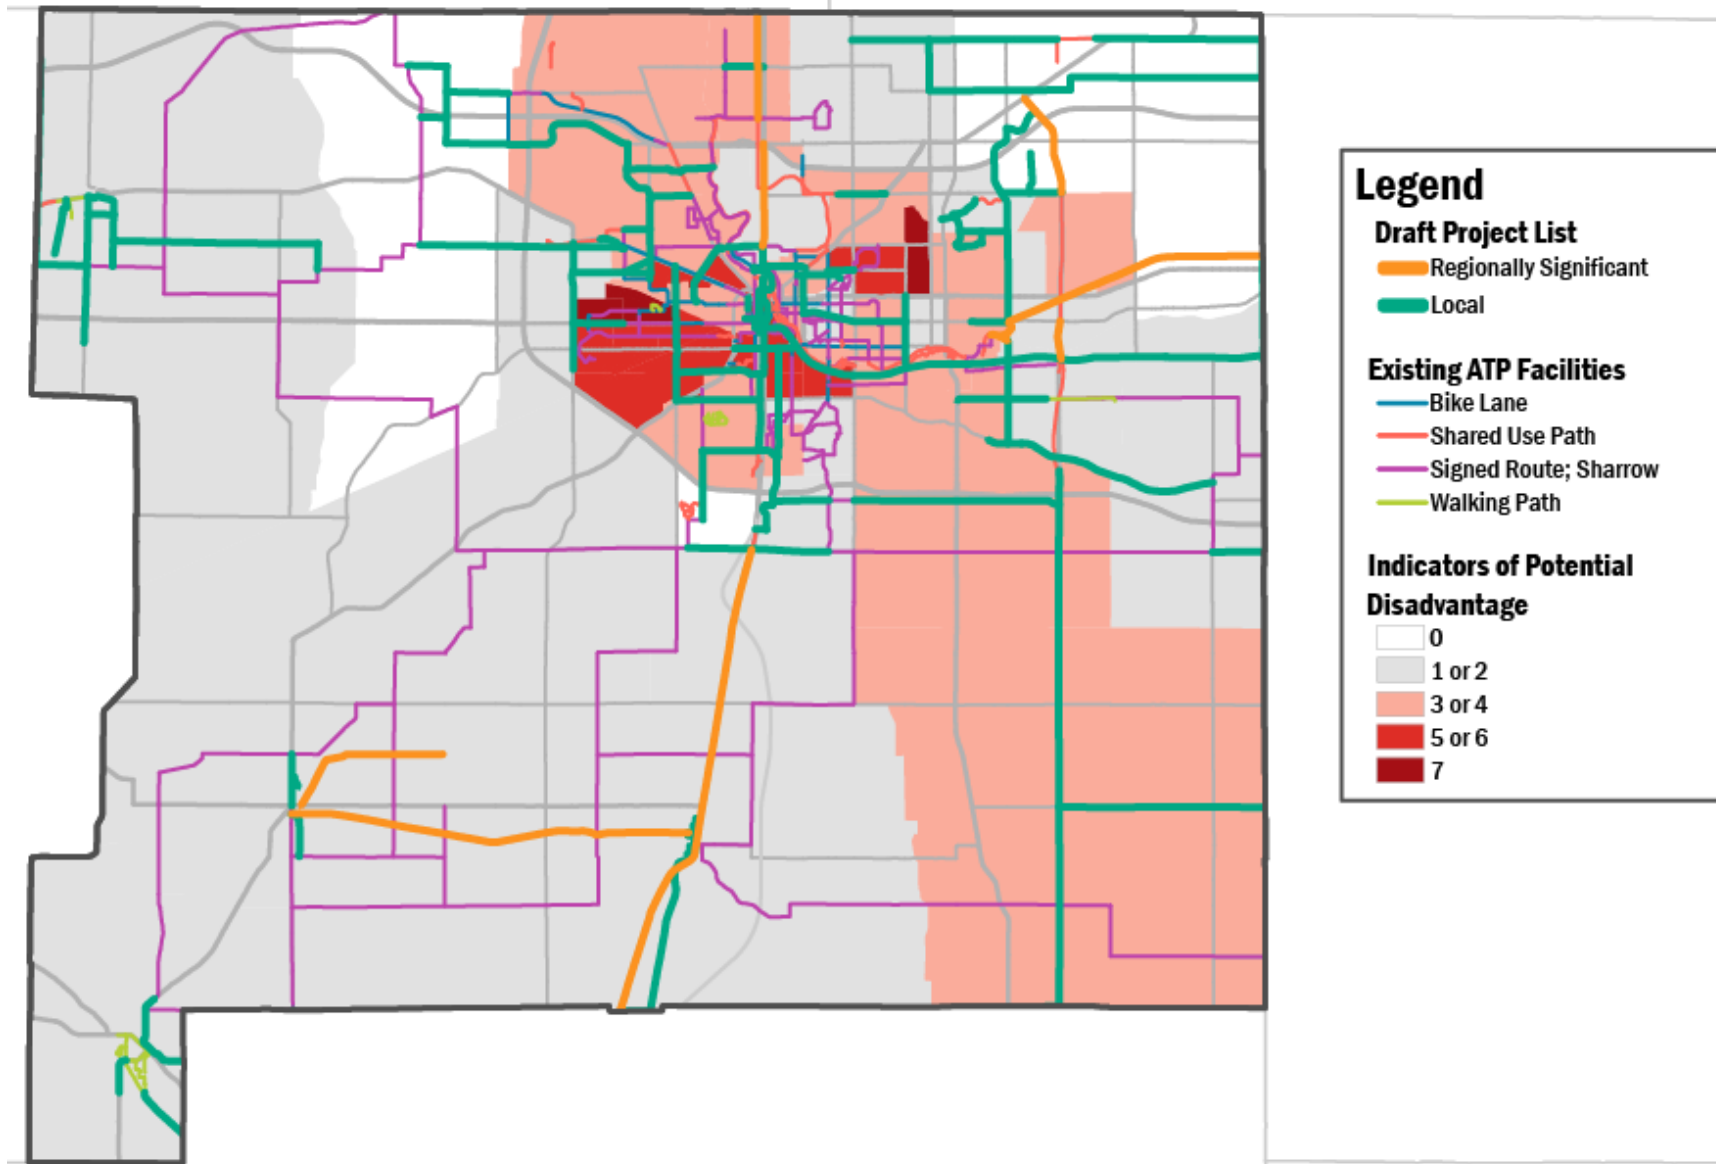 Legend
Draft Project List
Regionally Significant
Local
Existing ATP Facilities
Bike Lane
Shared Use Path
Signed Route; Sharrow
Walking Path
Indicators of Potential
Disadvantage
0
1 or 2
3 or 4
5 or 6
7